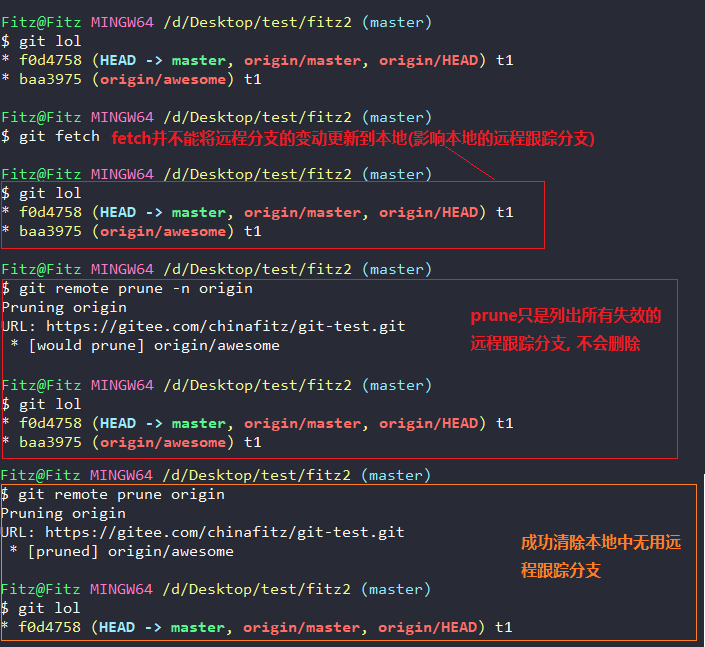 Fitz@Fitz MINGW64 /d/Desktop/test/fitz2 (master)
$ git lol
* f0d4758 (HEAD -> master, origin/master, origin/HEAD) t1
* baa3975 (origin/awesome) t1
Fitz@Fitz MINGW64 /d/Desktop/test/fitz2 (master)
$ git fetch fetch并不能将远程分支的变动更新到本地(影响本地的远程跟踪分支)
Fitz@Fitz MINGW64 /d/Desktop/test/fitz2 (master)
$ git lol
* f0d4758 (HEAD -> master, origin/master, origin/HEAD) t1
* baa3975 (origin/awesome) t1
Fitz@Fitz MINGW64 /d/Desktop/test/fitz2 (master)
$ git remote prune -n origin
Pruning origin
URL: https://gitee.com/chinafitz/git-test.git
* [would prune] origin/awesome
prune只是列出所有失效的
远程跟踪分支, 不会删除
Fitz@Fitz MINGW64 /d/Desktop/test/fitz2 (master)
$ git lol
* f0d4758 (HEAD -> master, origin/master, origin/HEAD) t1
* baa3975 (origin/awesome) t1
Fitz@Fitz MINGW64 /d/Desktop/test/fitz2 (master)
$ git remote prune origin
Pruning origin
URL: https://gitee.com/chinafitz/git-test.git
* [pruned] origin/awesome
成功清除本地中无用远
程跟踪分支
Fitz@Fitz MINGW64 /d/Desktop/test/fitz2 (master)
$ git lol
* f0d4758 (HEAD -> master, origin/master, origin/HEAD) t1